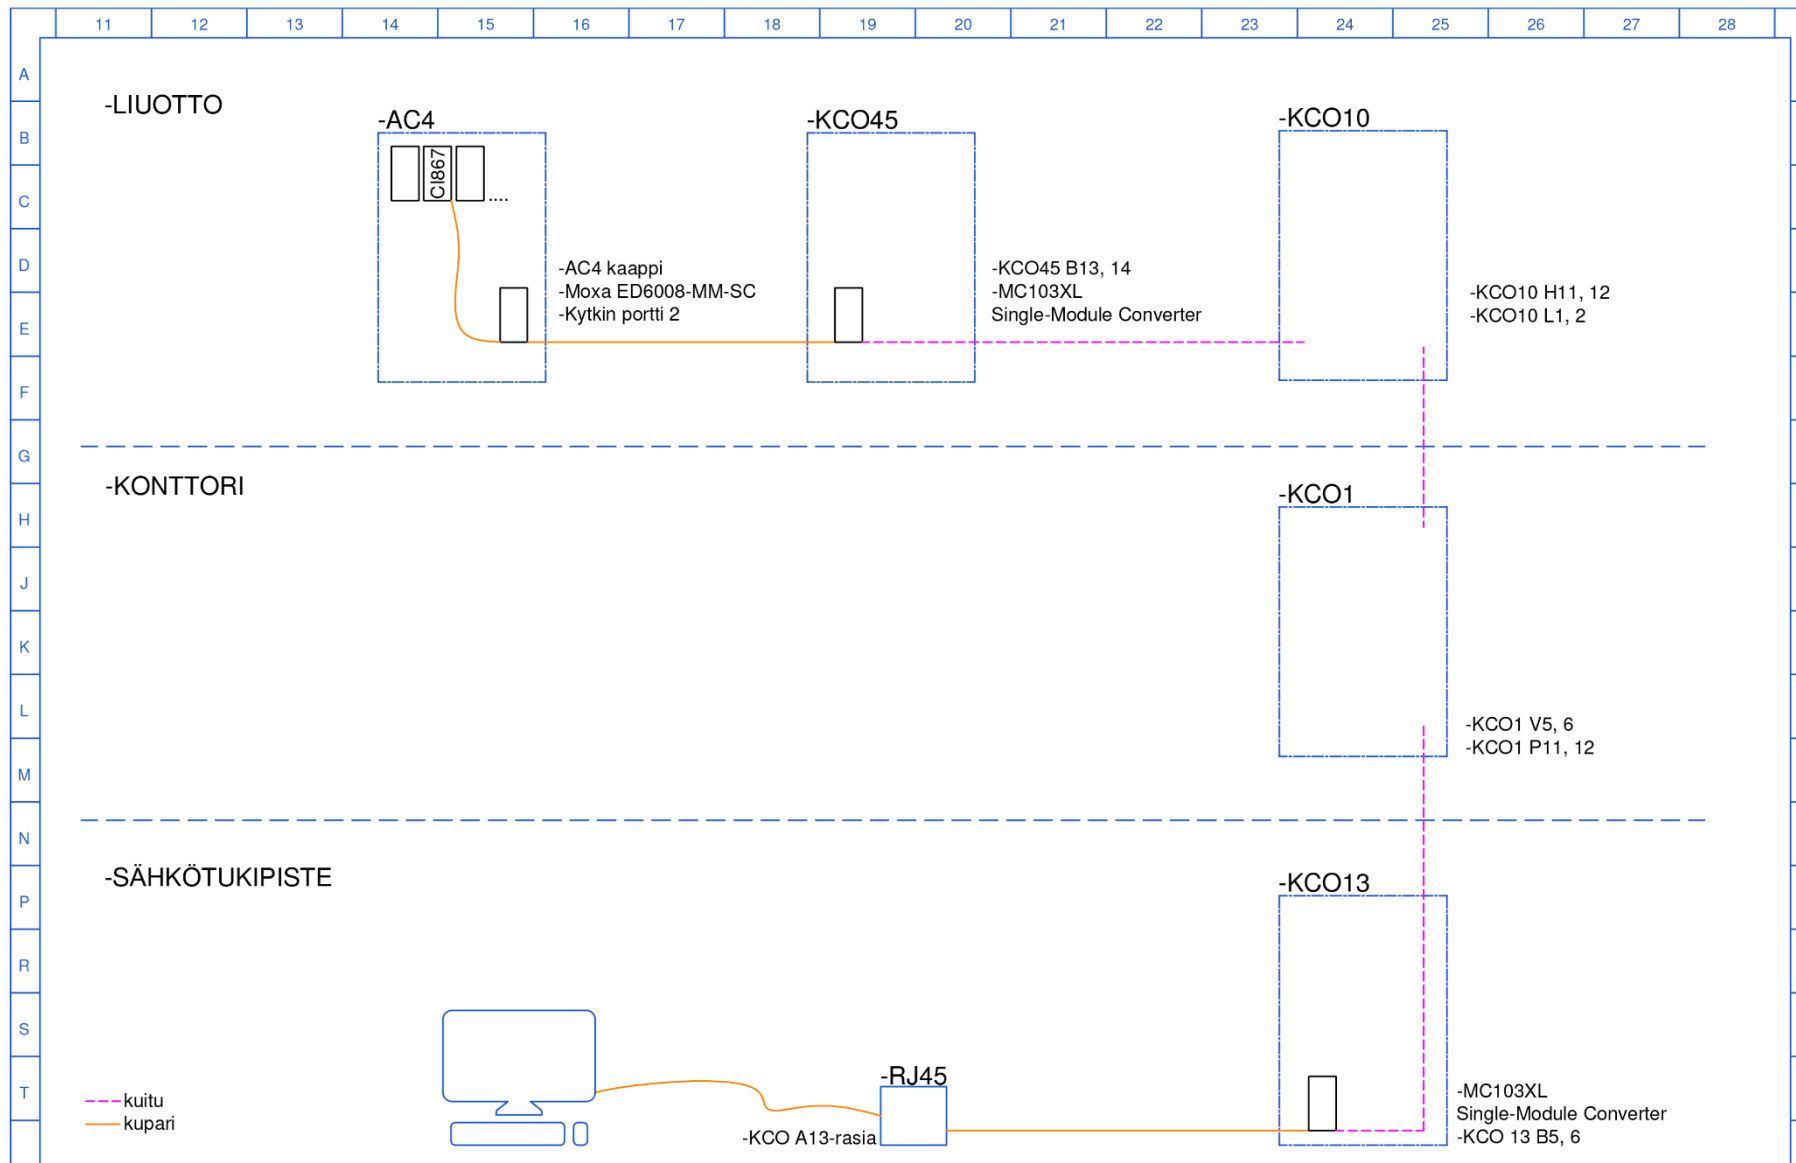 11 12 13 14 15 16 17 18 19 20 21 22 23 24 25 26 27 28
A
B
C
D
E
F
G
H
J
K
L
M
N
P
R
S
T
-LIUOTTO
-AC4
-KCO45
-KCO10
CI867
....
-AC4 kaappi
-Moxa ED6008-MM-SC
-Kytkin portti 2
-KCO45 B13, 14
-MC103XL
Single-Module Converter
-KCO10 H11, 12
-KCO10 L1, 2
-KONTTORI
-KCO1
-KCO1 V5, 6
-KCO1 P11, 12
-SÄHKÖTUKIPISTE
-KCO13
-RJ45
-KCO A13-rasia
-MC103XL
Single-Module Converter
-KCO 13 B5, 6
kuitu
kupari